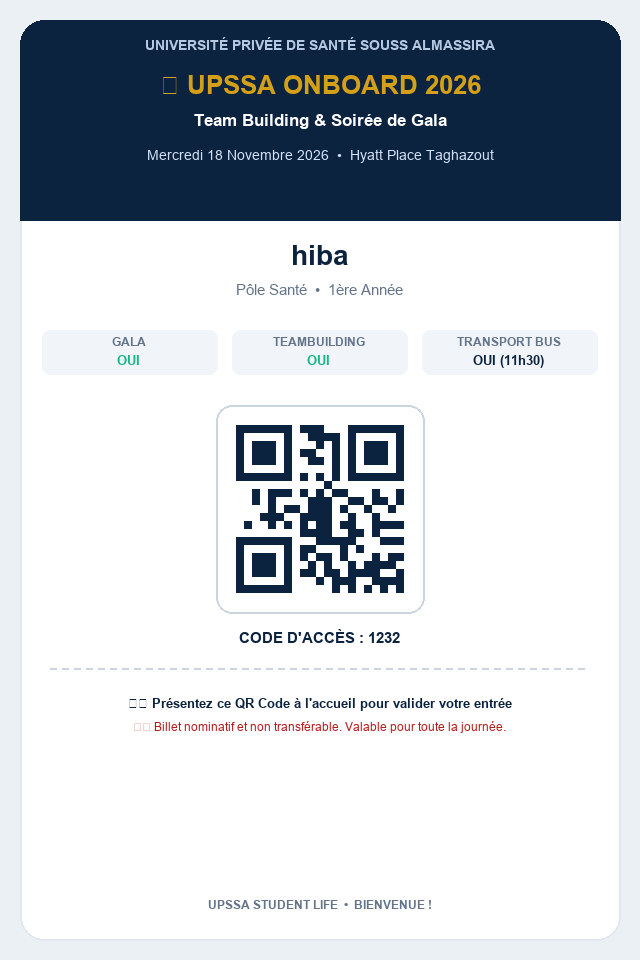 UNIVERSITÉ PRIVÉE DE SANTÉ SOUSS ALMASSIRA
UPSSA ONBOARD 2026
Team Building & Soirée de Gala
Mercredi 18 Novembre 2026 • Hyatt Place Taghazout
hiba
Pôle Santé • 1ère Année
GALA TEAMBUILDING TRANSPORT BUS
OUI OUI OUI (11h30)
CODE D'ACCÈS : 1232
Présentez ce QR Code à l'accueil pour valider votre entrée
Billet nominatif et non transférable. Valable pour toute la journée.
UPSSA STUDENT LIFE • BIENVENUE !